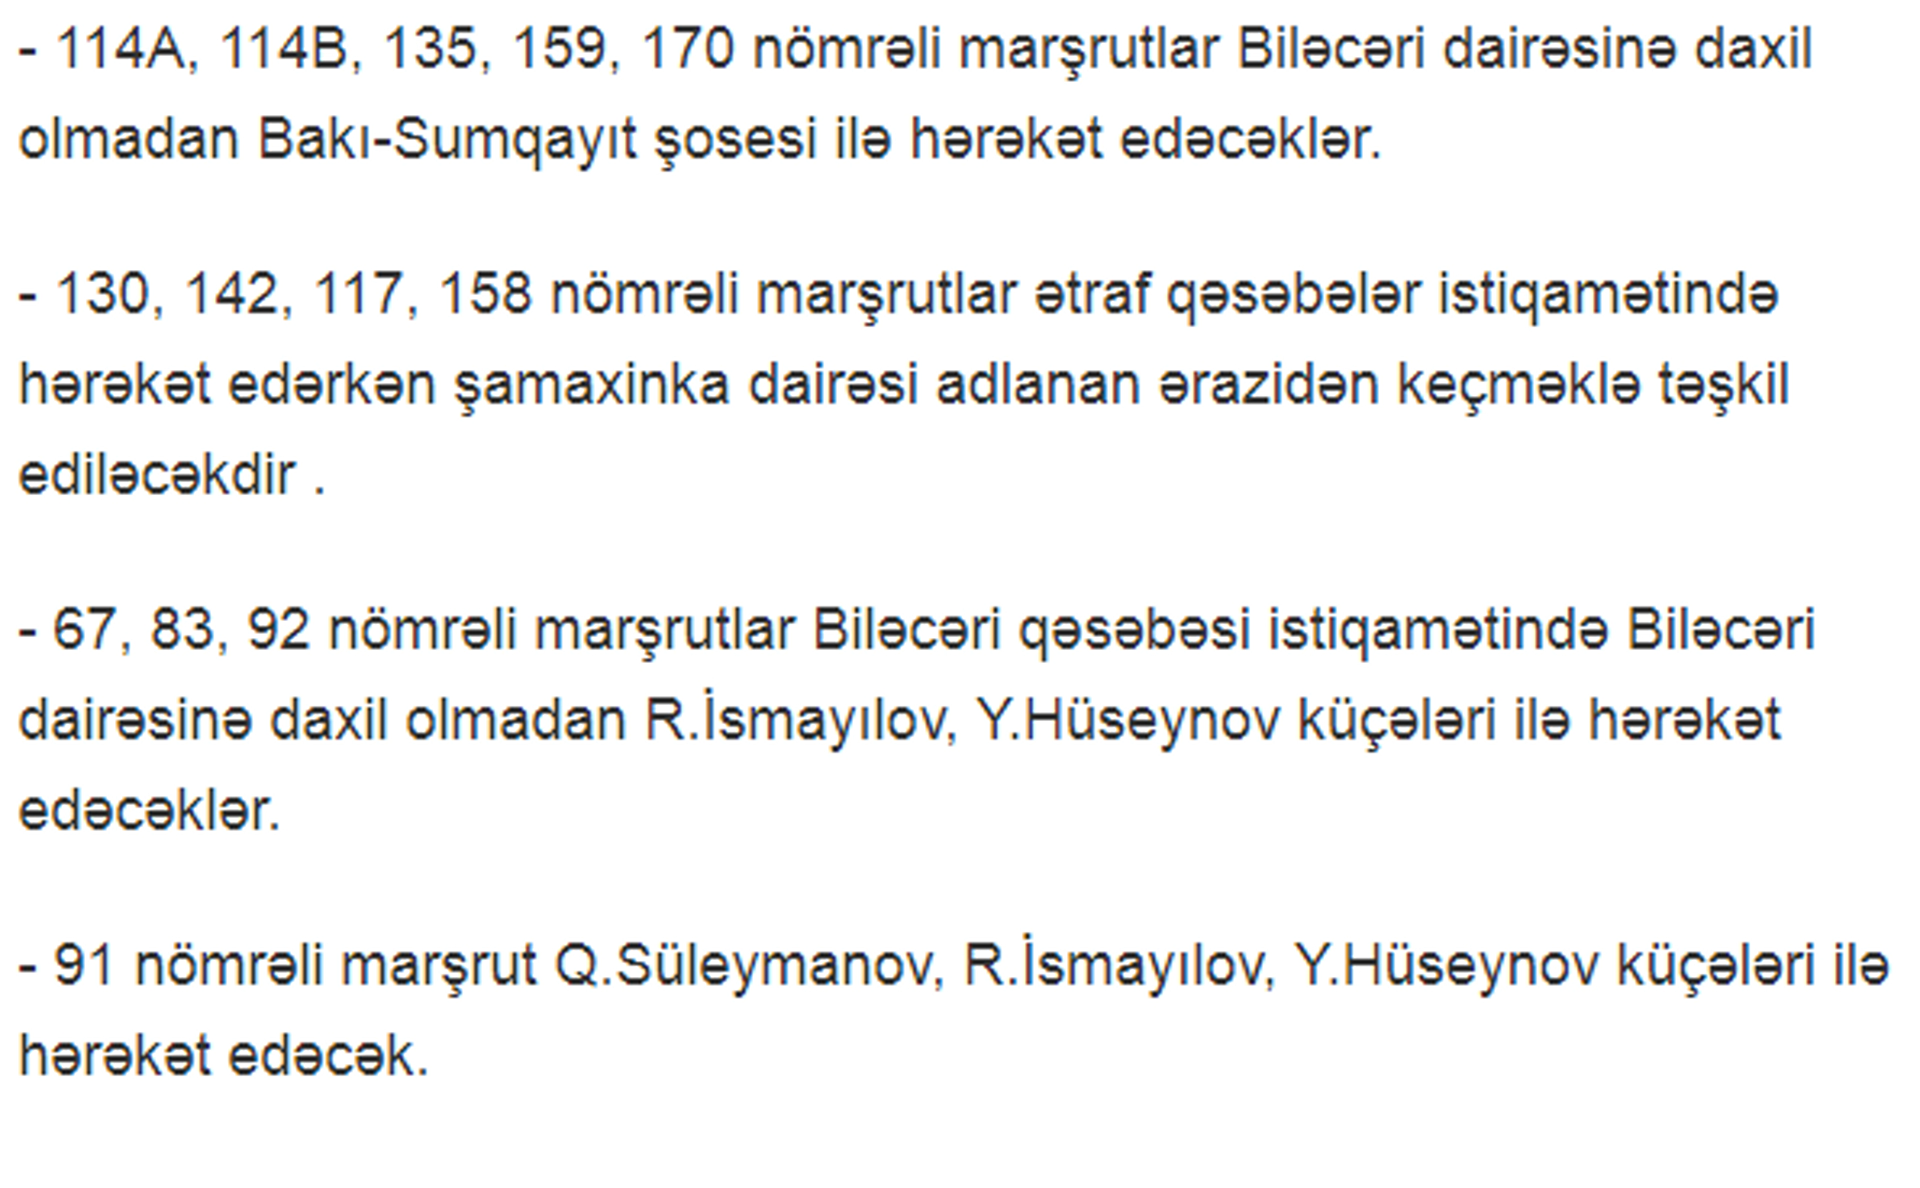 - 114A, 114B, 135, 159, 170 nömrəli marşrutlar Biləcəri dairəsinə daxil
olmadan Bakı-Sumqayıt şosesi ilə hərəkət edəcəklər.
- 130, 142, 117, 158 nömrəli marşrutlar ətraf qəsəbələr istiqamətində
hərəkət edərkən şamaxinka dairəsi adlanan ərazidən keçməklə təşkil
ediləcəkdir .
- 67, 83, 92 nömrəli marşrutlar Biləcəri qəsəbəsi istiqamətində Biləcəri
dairəsinə daxil olmadan R.İsmayılov, Y.Hüseynov küçələri ilə hərəkət
edəcəklər.
- 91 nömrəli marşrut Q.Süleymanov, R.İsmayılov, Y.Hüseynov küçələri ilə
hərəkət edəcək.